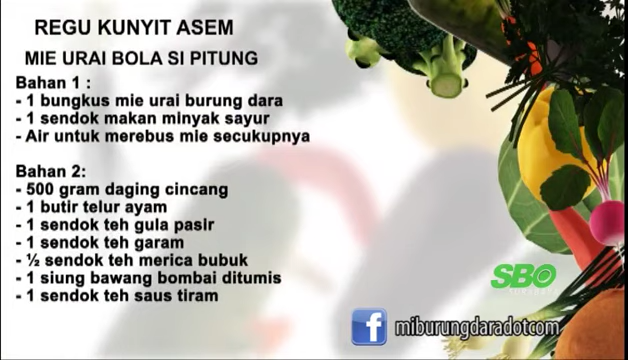 REGU KUNYIT ASEM
MIE URAI BOLA SI PITUNG
Bahan 1 :
- 1 bungkus mie urai burung dara
- 1 sendok makan minyak sayur
- Air untuk merebus mie secukupnya
Bahan 2:
- 500 gram daging cincang
- 1 butir telur ayam
- 1 sendok teh gula pasir
- 1 sendok teh garam
- ½ sendok teh merica bubuk
- 1 siung bawang bombai ditumis
- 1 sendok teh saus tiram
SBO
f miburungdaradotcom